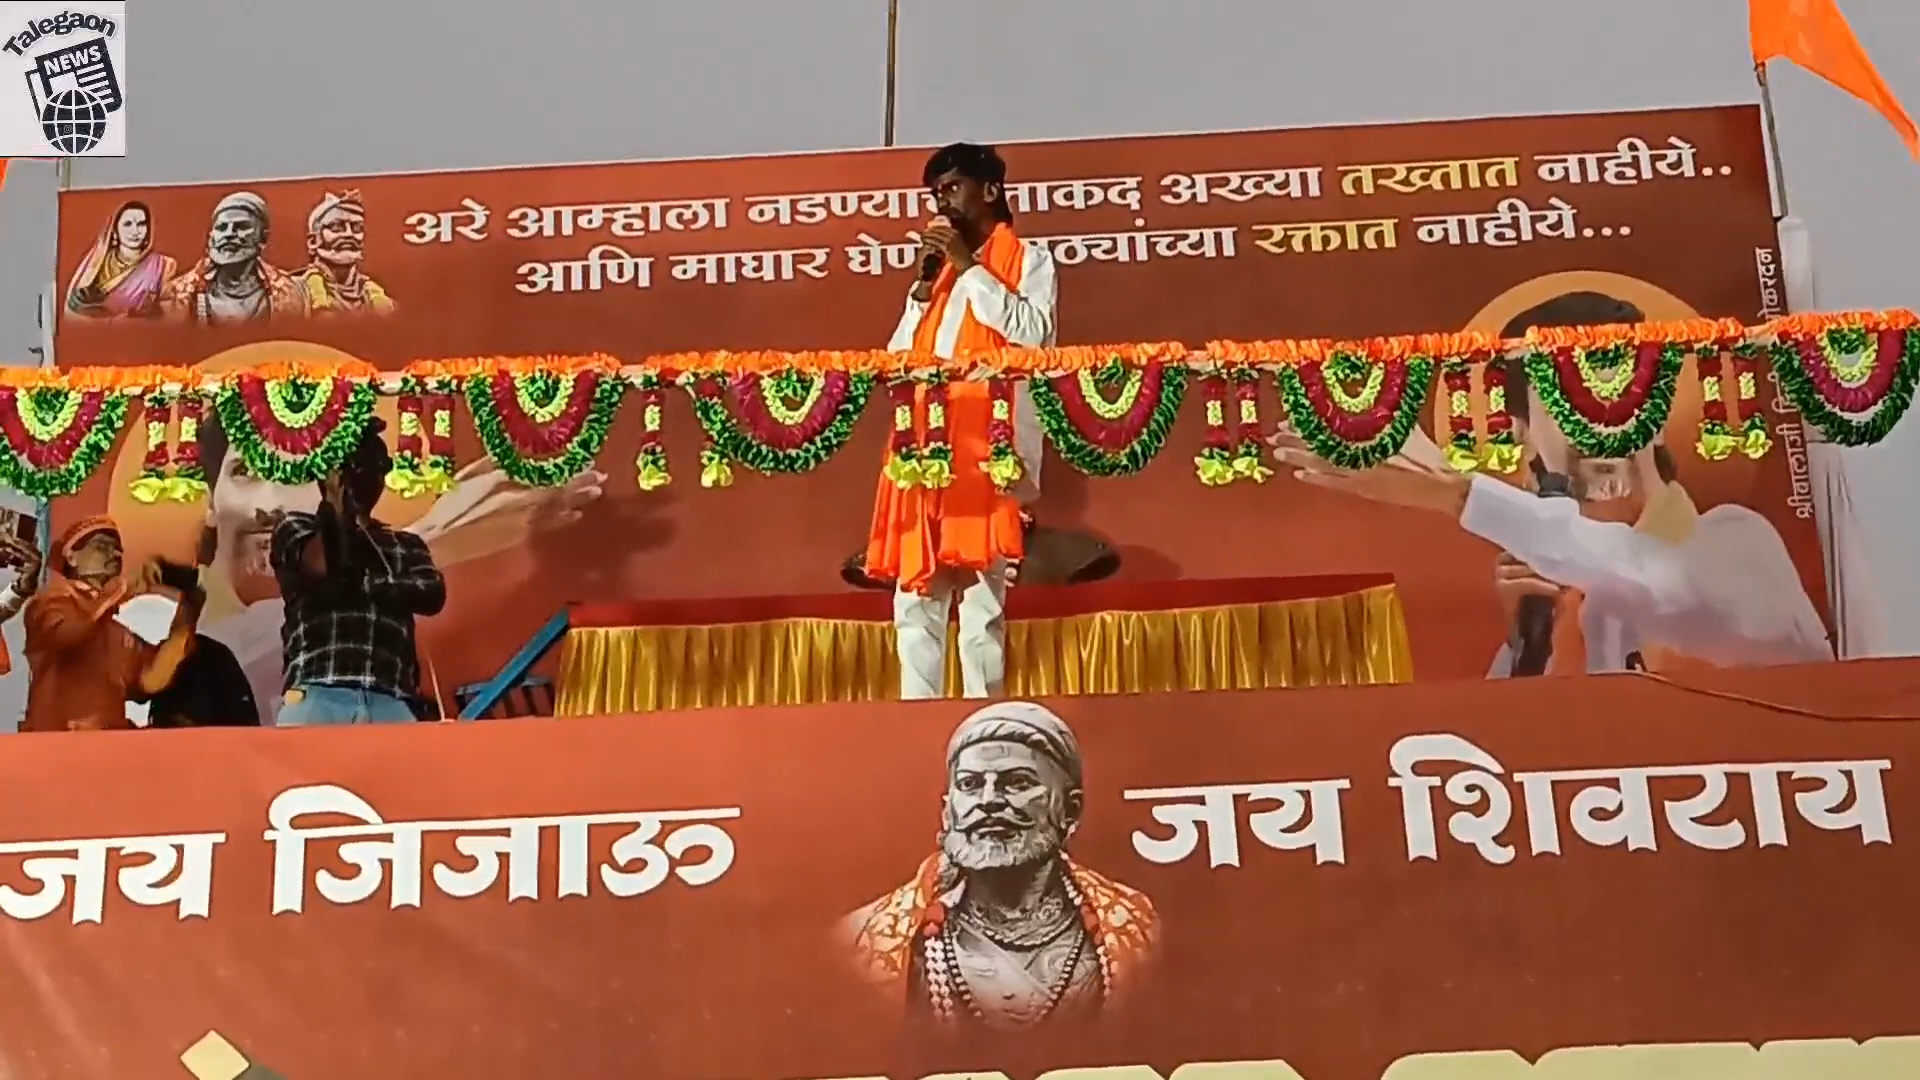 Talegaon
NEWS
अरे आम्हाला नडण्याच ताकद अख्या तख्तात नाहीये..
आणि माघार घेणे ठ्यांच्या रक्तात नाहीये...
श्रीबालाजी
जय जिजाऊ
जय शिवराय